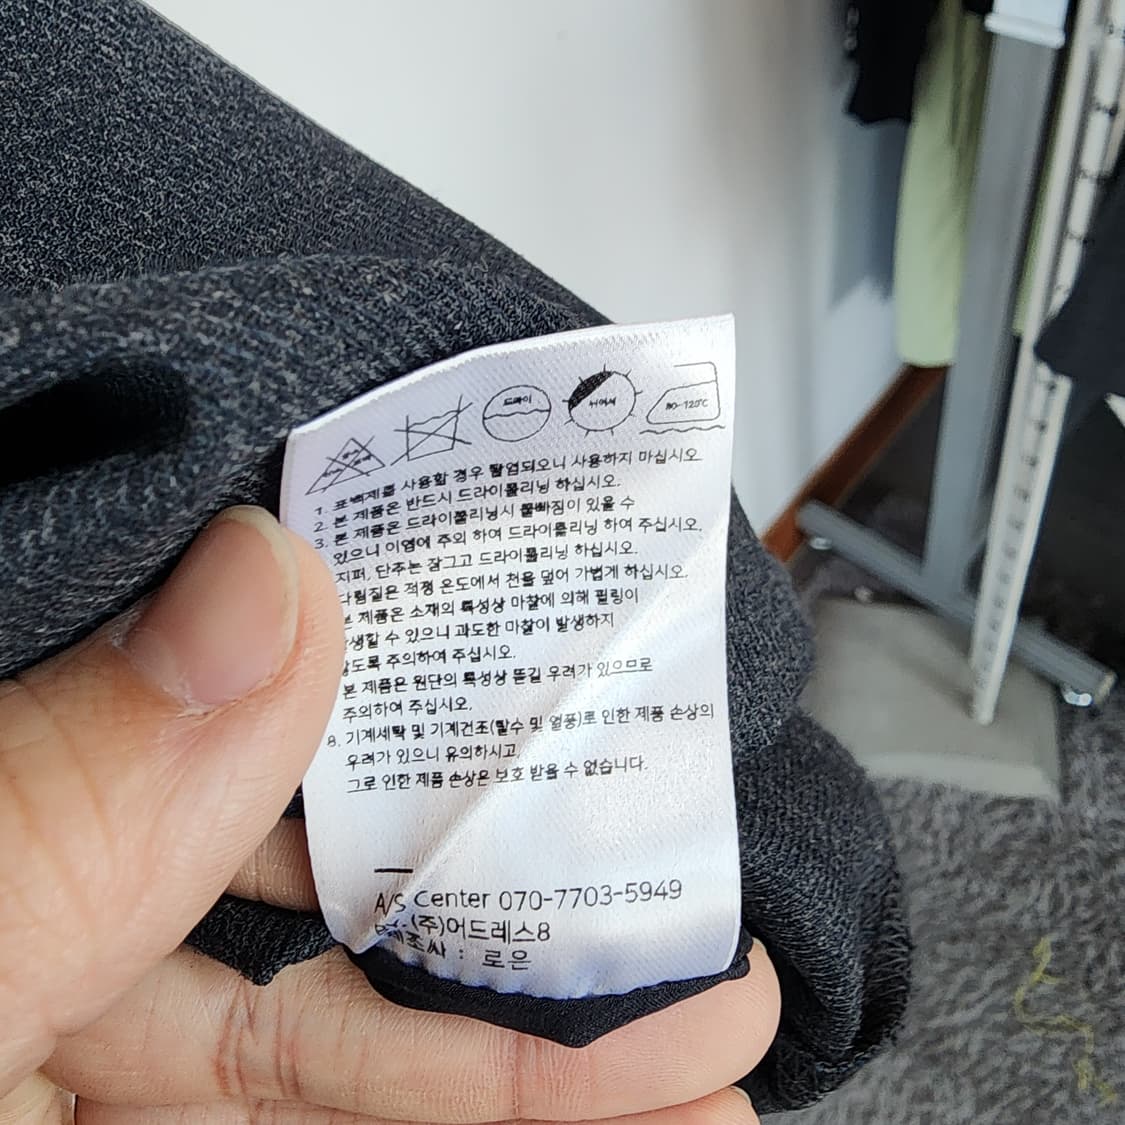 드라이
80~120℃
1. 표백제를 사용할 경우 탈염되오니 사용하지 마십시오.
2. 본 제품은 반드시 드라이클리닝 하십시오.
3. 본 제품은 드라이클리닝시 물빠짐이 있을 수
있으니 이염에 주의 하여 드라이클리닝 하여 주십시오.
지퍼, 단추는 잠그고 드라이클리닝 하십시오.
다림질은 적정 온도에서 천을 덮어 가볍게 하십시오.
본 제품은 소재의 특성상 마찰에 의해 필링이
생할 수 있으니 과도한 마찰이 발생하지
않도록 주의하여 주십시오.
본 제품은 원단의 특성상 뜯길 우려가 있으므로
주의하여 주십시오.
8. 기계세탁 및 기계건조(탈수 및 열풍)로 인한 제품 손상의
우려가 있으니 유의하시고,
그로 인한 제품 손상은 보호 받을 수 없습니다.
A/S Center 070-7703-5949
(주)어드레스8
제조사 : 로은